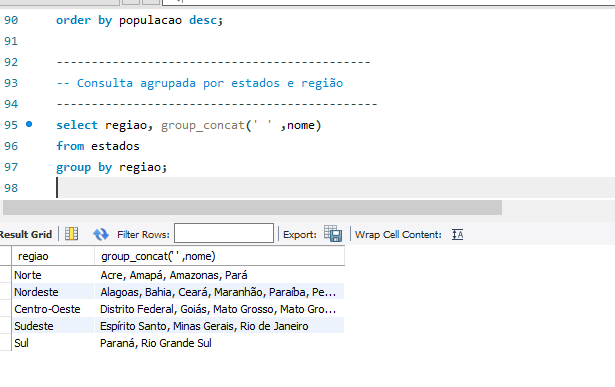 90 order by populacao desc;
91
92 ---------------------------------------------
93 -- Consulta agrupada por estados e região
94 ----------------------------------------------
95 select regiao, group_concat(' ' ,nome)
96 from estados
97 group by regiao;
98
Result Grid Filter Rows: Export: Wrap Cell Content:
regiao group_concat(' ' ,nome)
Norte Acre, Amapá, Amazonas, Pará
Nordeste Alagoas, Bahia, Ceará, Maranhão, Paraíba, Pe...
Centro-Oeste Distrito Federal, Goiás, Mato Grosso, Mato Gro...
Sudeste Espírito Santo, Minas Gerais, Rio de Janeiro
Sul Paraná, Rio Grande Sul